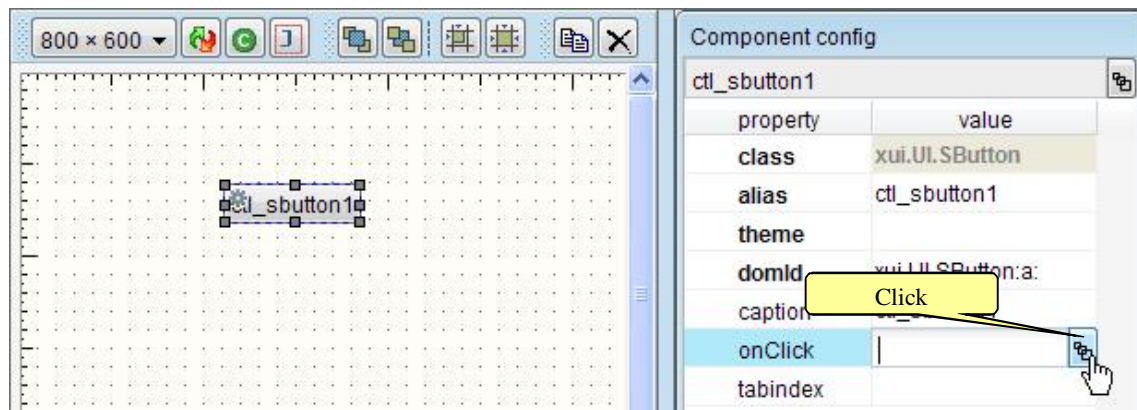 800 × 600
ctl_sbutton1
Component config
ctl_sbutton1
property value
class xui.UI.SButton
alias ctl_sbutton1
theme
domId xui.UI.SButton:a:
Click
caption
onClick
tabindex